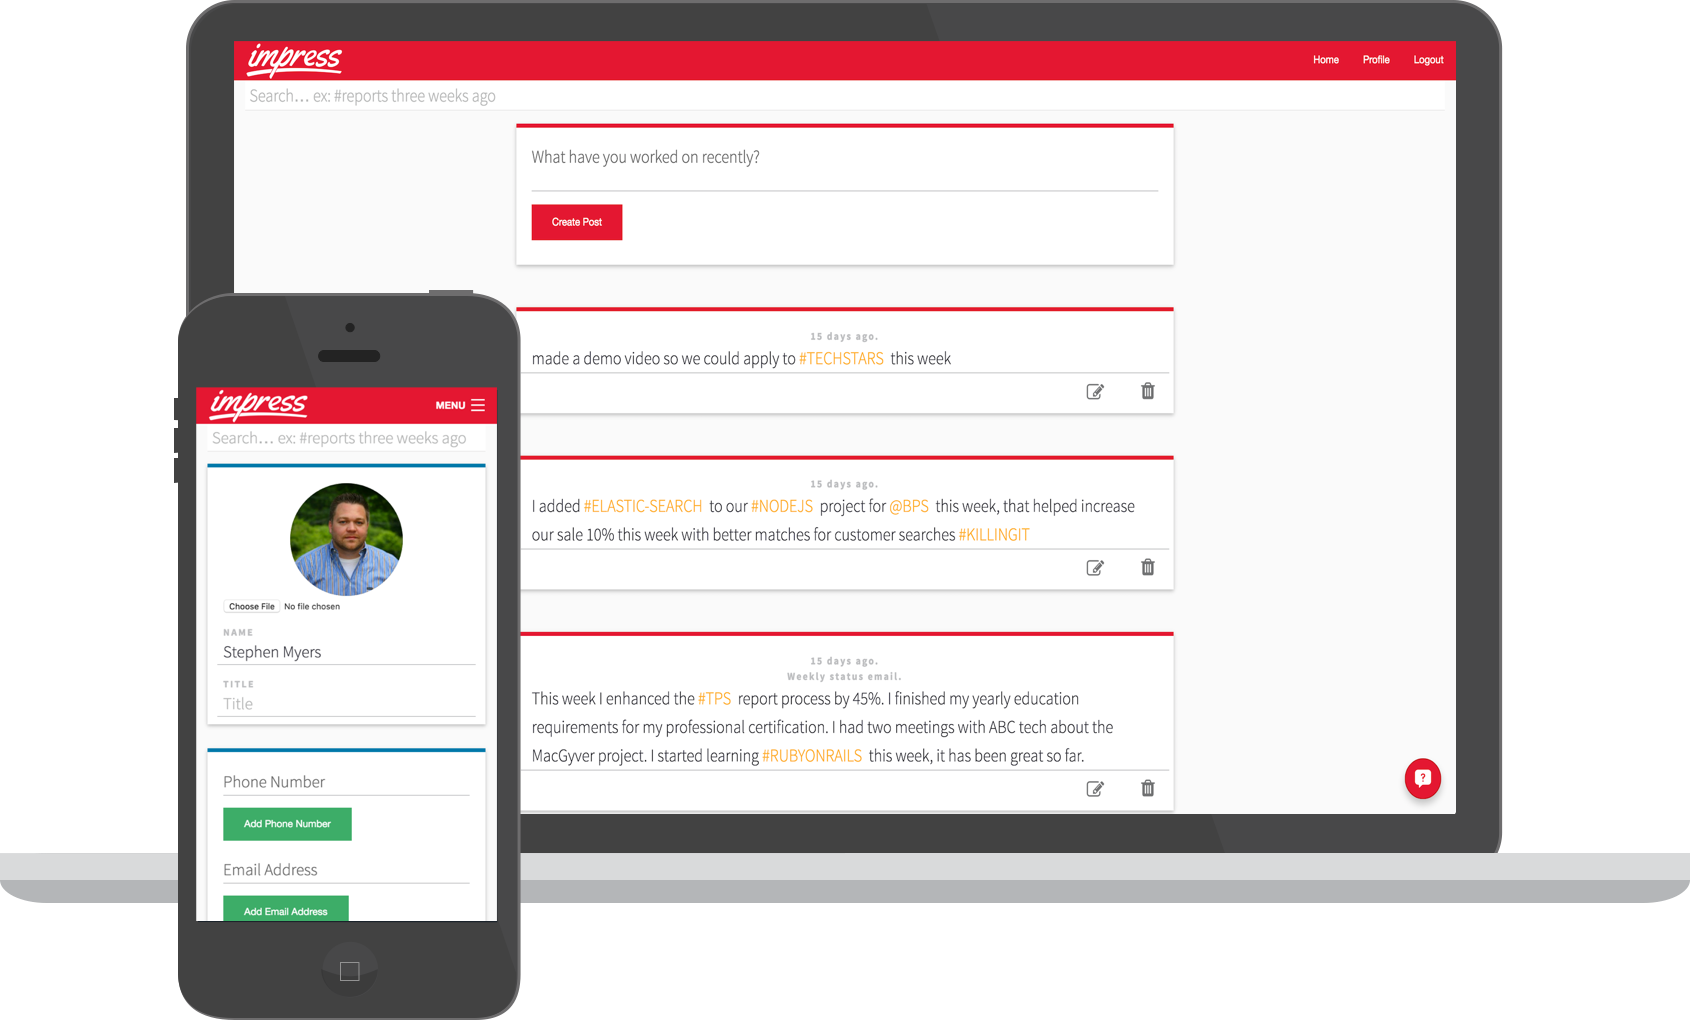 impress
Home Profile Logout
Search... ex: #reports three weeks ago
What have you worked on recently?
Create Post
15 days ago.
made a demo video so we could apply to #TECHSTARS this week
15 days ago.
I added #ELASTIC-SEARCH to our #NODEJS project for @BPS this week, that helped increase
our sale 10% this week with better matches for customer searches #KILLINGIT
15 days ago.
Weekly status email.
This week I enhanced the #TPS report process by 45%. I finished my yearly education
requirements for my professional certification. I had two meetings with ABC tech about the
MacGyver project. I started learning #RUBYONRAILS this week, it has been great so far.
?
impress
MENU
Search... ex: #reports three weeks ago
Choose File No file chosen
NAME
Stephen Myers
TITLE
Title
Phone Number
Add Phone Number
Email Address
Add Email Address